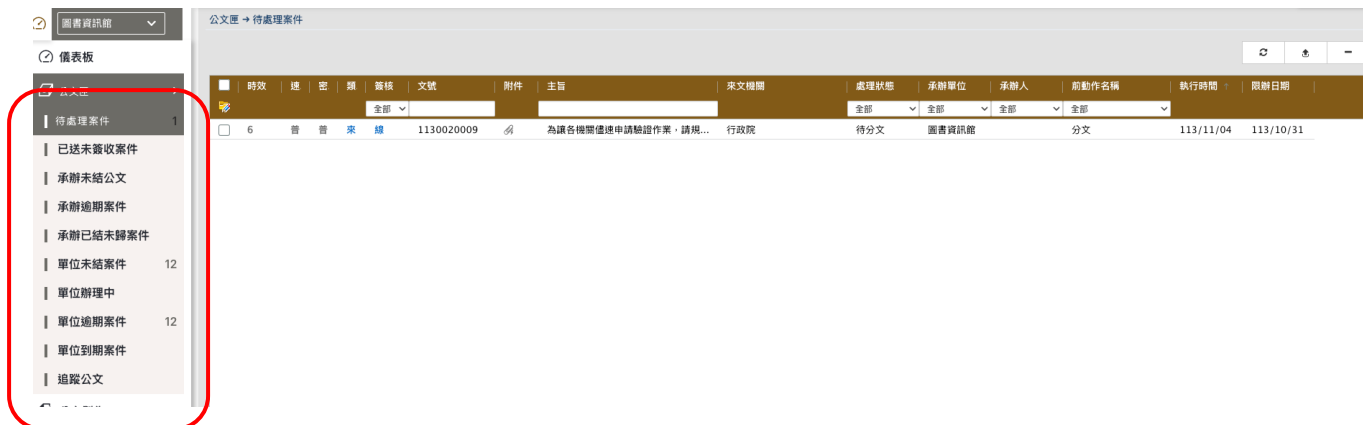 圖書資訊館
公文匣 → 待處理案件
儀表板
公文匣
待處理案件 1
已送未簽收案件
承辦未結公文
承辦逾期案件
承辦已結未歸案件
單位未結案件 12
單位辦理中
單位逾期案件 12
單位到期案件
追蹤公文
時效 速 密 類 簽核 文號 附件 主旨 來文機關 處理狀態 承辦單位 承辦人 前動作名稱 執行時間 ↑ 限辦日期
全部 全部 全部 全部 全部
6 普 普 來 線 1130020009 為讓各機關儘速申請驗證作業，請規... 行政院 待分文 圖書資訊館 分文 113/11/04 113/10/31